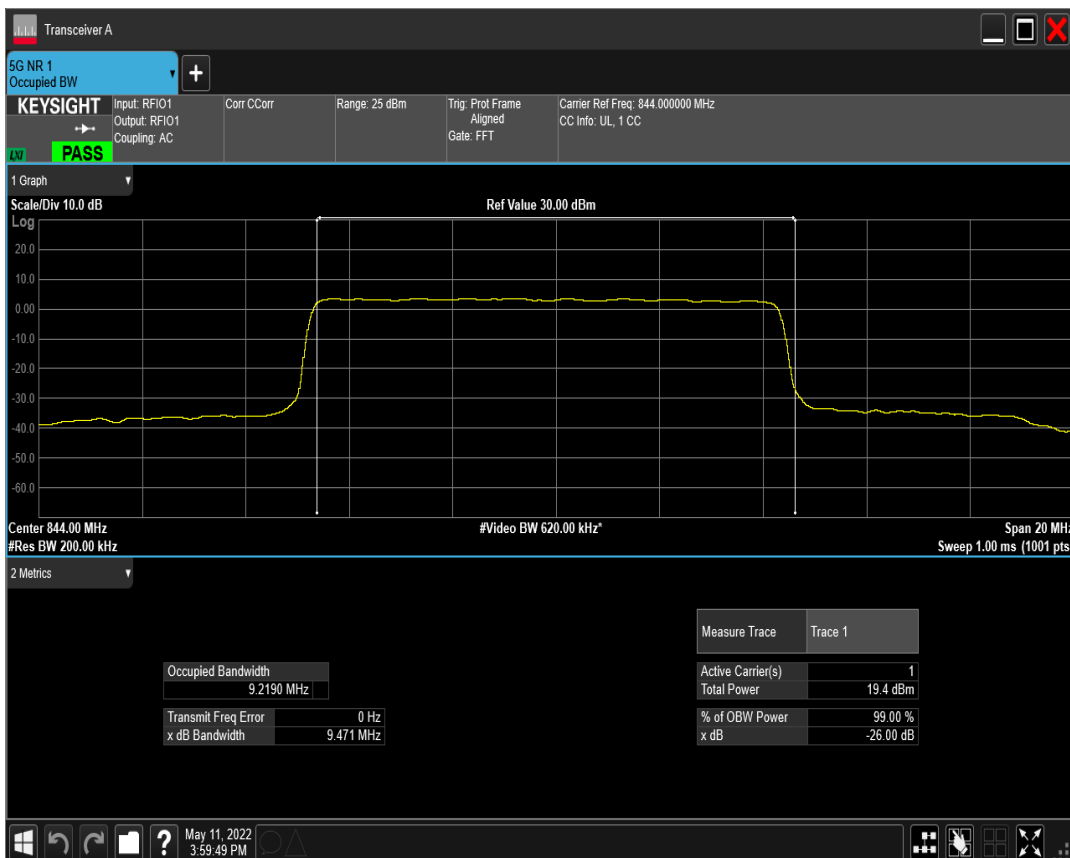 Transceiver A
5G NR 1
Occupied BW
+
KEYSIGHT
LXI
PASS
Input: RFIO1
Output: RFIO1
Coupling: AC
Corr CCorr
Range: 25 dBm
Trig: Prot Frame
Aligned
Gate: FFT
Carrier Ref Freq: 844.000000 MHz
CC Info: UL, 1 CC
1 Graph
Scale/Div 10.0 dB
Ref Value 30.00 dBm
Log
20.0
10.0
0.00
-10.0
-20.0
-30.0
-40.0
-50.0
-60.0
Center 844.00 MHz
#Video BW 620.00 kHz*
Span 20 MHz
#Res BW 200.00 kHz
Sweep 1.00 ms (1001 pts
2 Metrics
Measure Trace Trace 1
Occupied Bandwidth
9.2190 MHz
Active Carrier(s) 1
Total Power 19.4 dBm
Transmit Freq Error 0 Hz
x dB Bandwidth 9.471 MHz
% of OBW Power 99.00 %
x dB -26.00 dB
?
May 11, 2022
3:59:49 PM